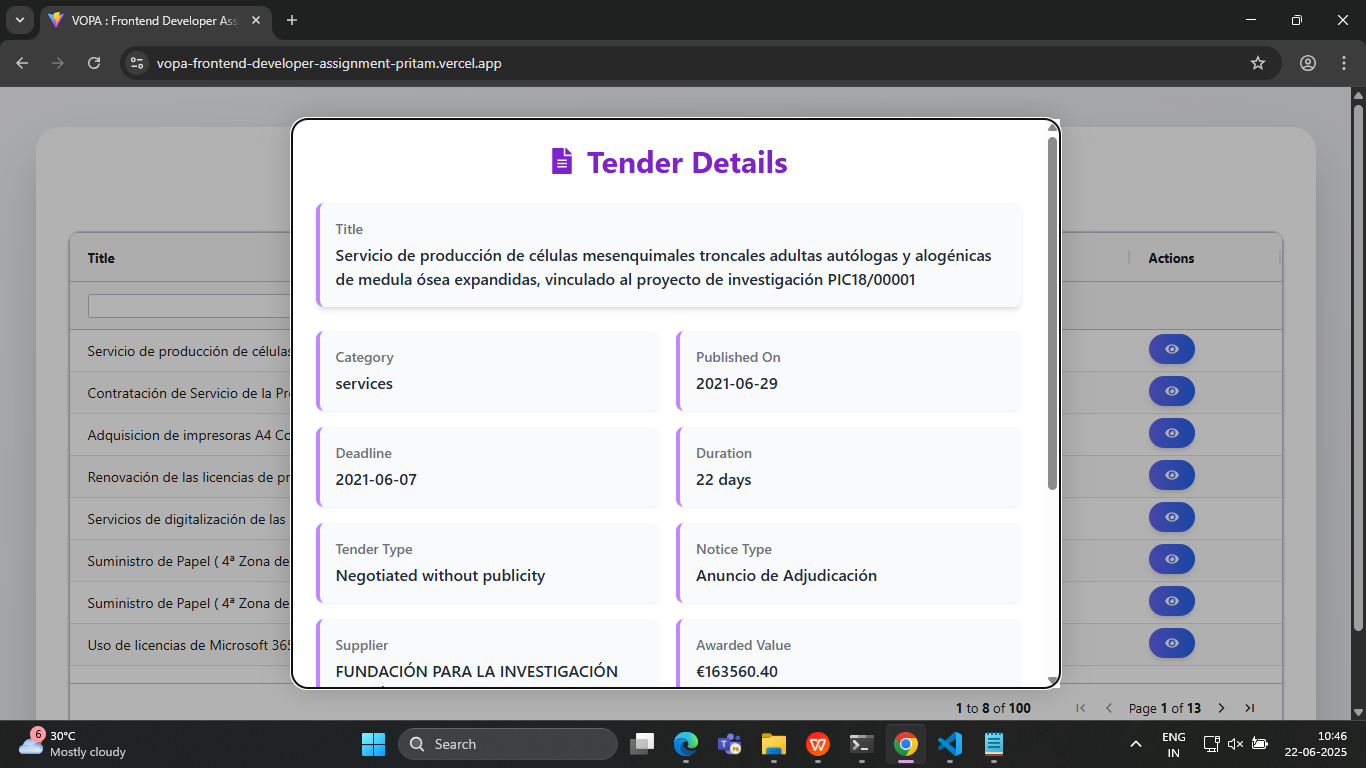 VOPA : Frontend Developer Ass
vopa-frontend-developer-assignment-pritam.vercel.app
Tender Details
Title
Servicio de producción de células mesenquimales troncales adultas autólogas y alogénicas
de medula ósea expandidas, vinculado al proyecto de investigación PIC18/00001
Category
services
Published On
2021-06-29
Deadline
2021-06-07
Duration
22 days
Tender Type
Negotiated without publicity
Notice Type
Anuncio de Adjudicación
Supplier
FUNDACIÓN PARA LA INVESTIGACIÓN
Awarded Value
€163560.40
Title
Actions
Servicio de producción de células
Contratación de Servicio de la Pr
Adquisicion de impresoras A4 Co
Renovación de las licencias de pr
Servicios de digitalización de las
Suministro de Papel ( 4ª Zona de
Suministro de Papel ( 4ª Zona de
Uso de licencias de Microsoft 365
1 to 8 of 100
Page 1 of 13
6
30°C
Mostly cloudy
Search
ENG
IN
10:46
22-06-2025